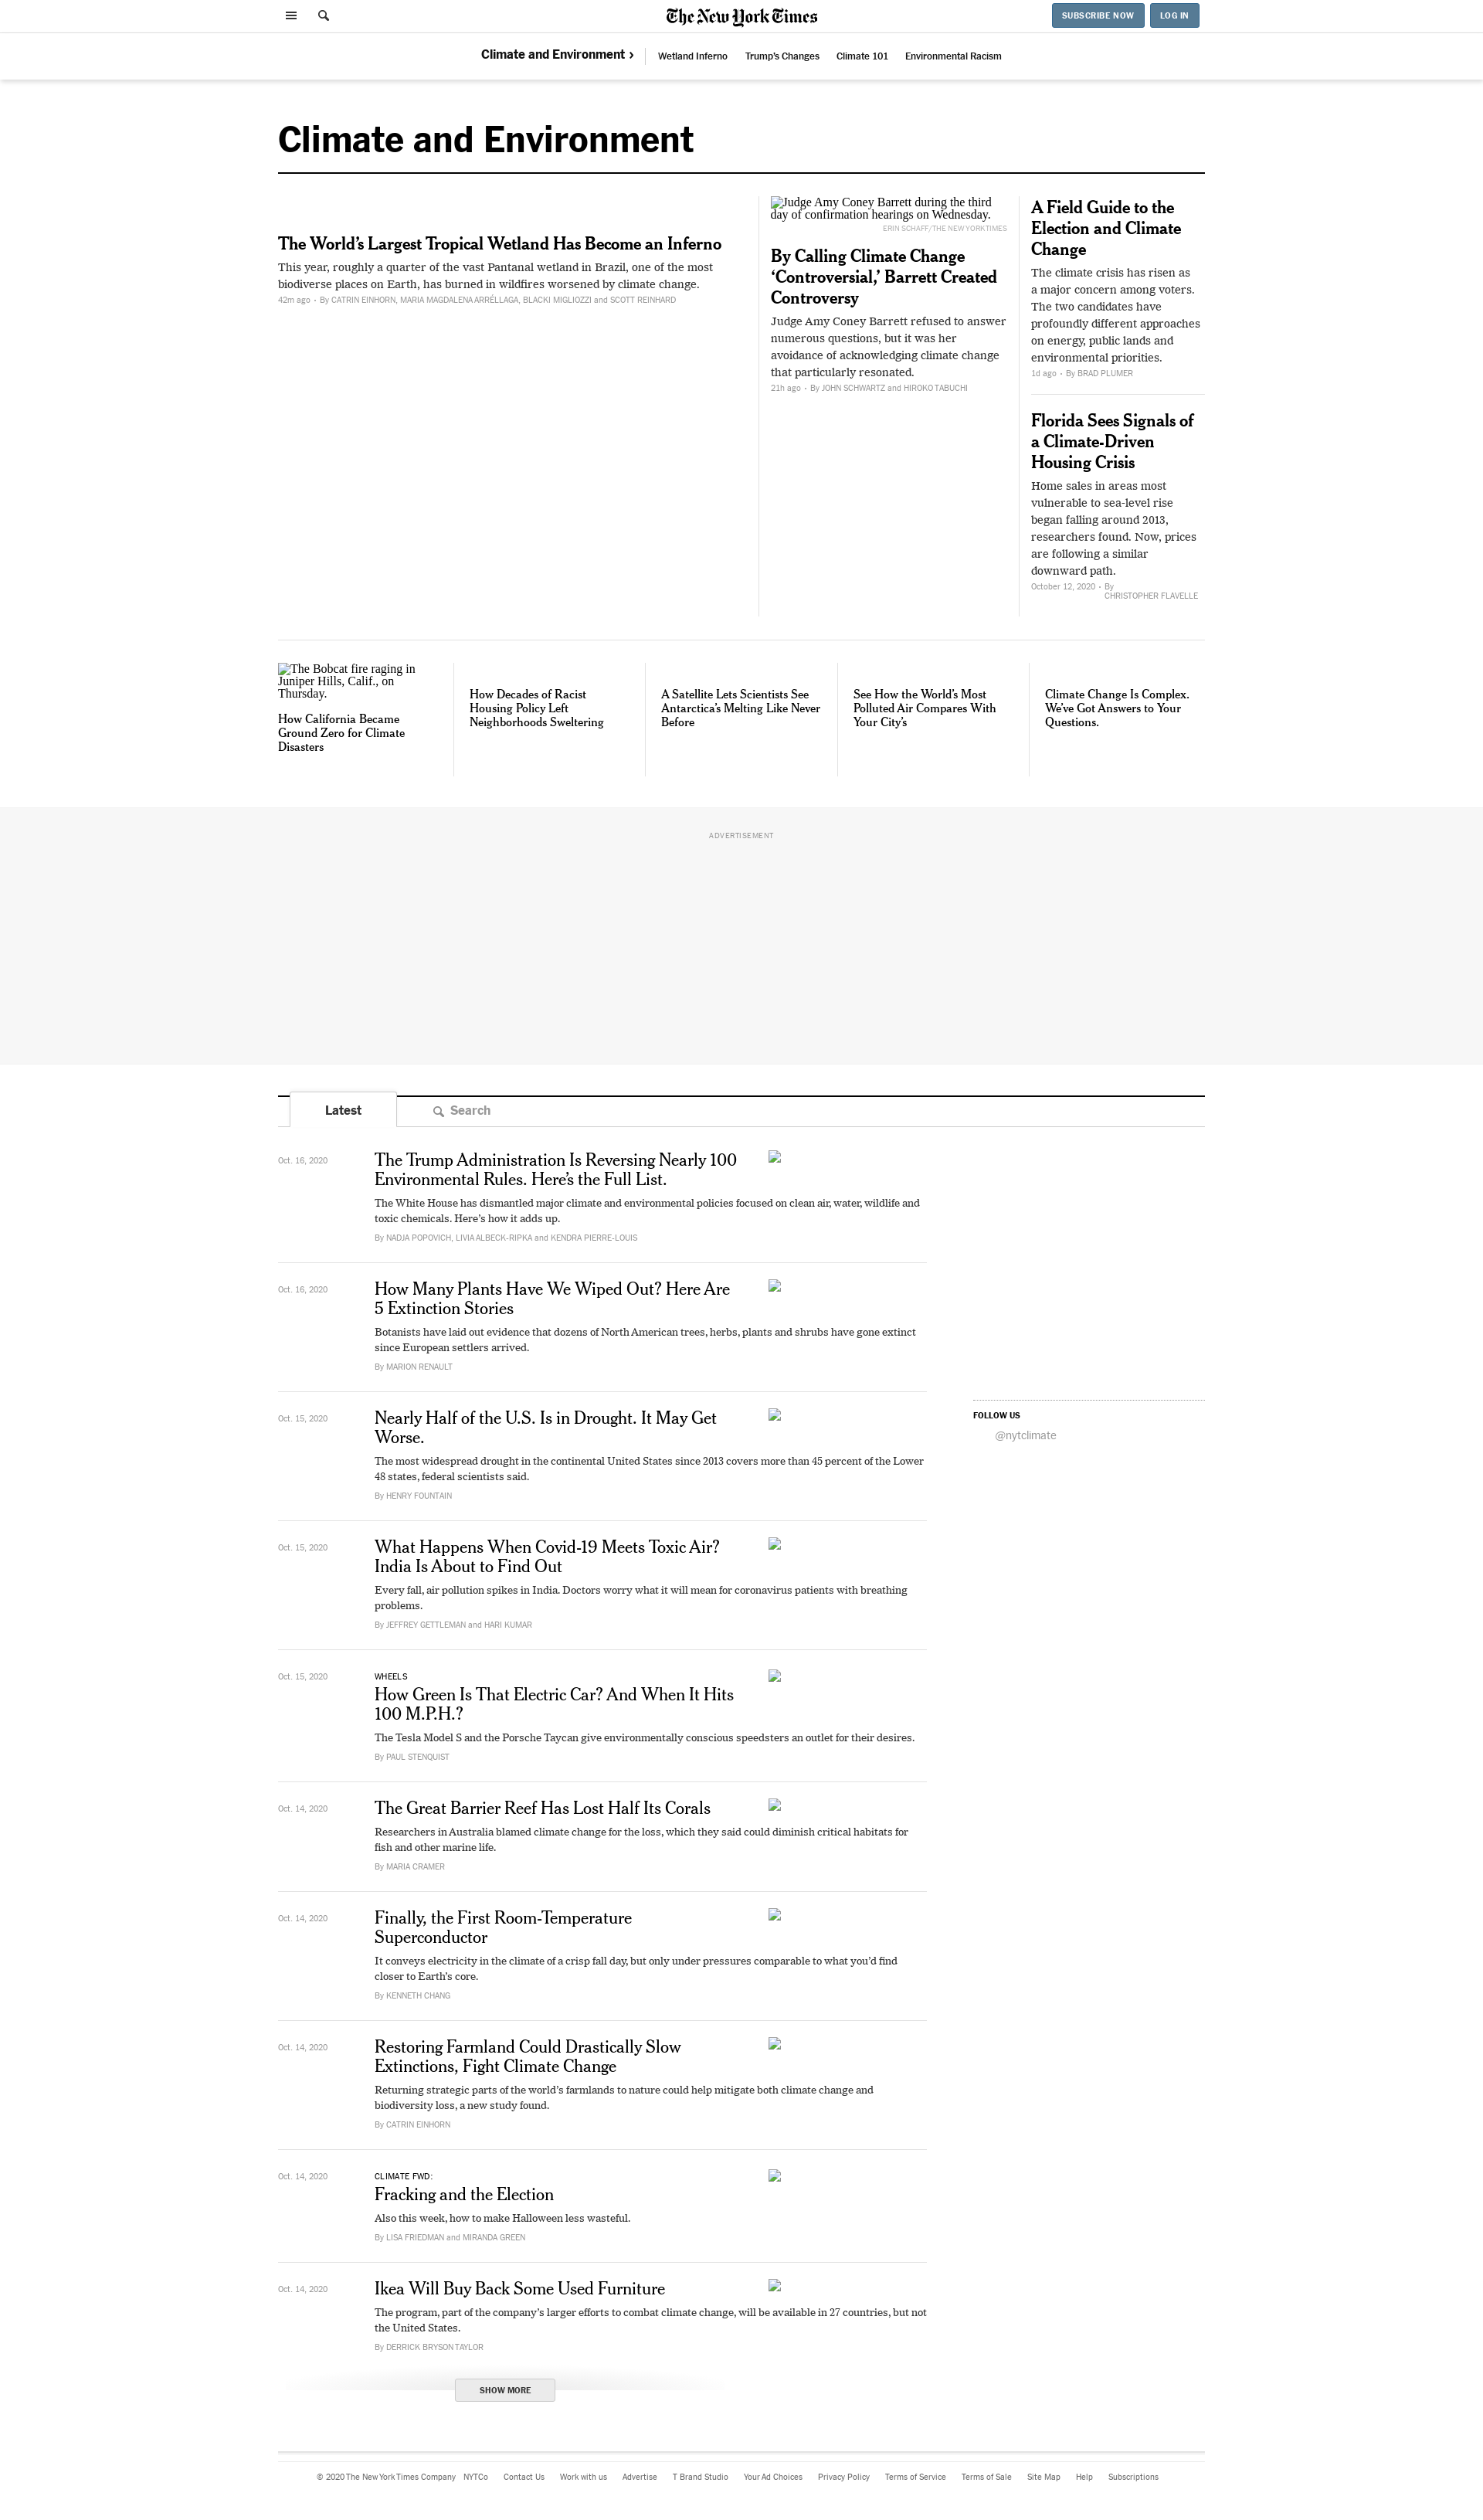 The New York Times
SUBSCRIBE NOW
LOG IN
Climate and Environment ›
Wetland Inferno
Trump's Changes
Climate 101
Environmental Racism
Climate and Environment
The World's Largest Tropical Wetland Has Become an Inferno
This year, roughly a quarter of the vast Pantanal wetland in Brazil, one of the most
biodiverse places on Earth, has burned in wildfires worsened by climate change.
42m ago • By CATRIN EINHORN, MARIA MAGDALENA ARRÉLLAGA, BLACKI MIGLIOZZI and SCOTT REINHARD
Judge Amy Coney Barrett during the third
day of confirmation hearings on Wednesday.
ERIN SCHAFF/THE NEW YORK TIMES
By Calling Climate Change
‘Controversial,’ Barrett Created
Controversy
Judge Amy Coney Barrett refused to answer
numerous questions, but it was her
avoidance of acknowledging climate change
that particularly resonated.
21h ago • By JOHN SCHWARTZ and HIROKO TABUCHI
A Field Guide to the
Election and Climate
Change
The climate crisis has risen as
a major concern among voters.
The two candidates have
profoundly different approaches
on energy, public lands and
environmental priorities.
1d ago • By BRAD PLUMER
Florida Sees Signals of
a Climate-Driven
Housing Crisis
Home sales in areas most
vulnerable to sea-level rise
began falling around 2013,
researchers found. Now, prices
are following a similar
downward path.
October 12, 2020 • By
CHRISTOPHER FLAVELLE
The Bobcat fire raging in
Juniper Hills, Calif., on
Thursday.
How California Became
Ground Zero for Climate
Disasters
How Decades of Racist
Housing Policy Left
Neighborhoods Sweltering
A Satellite Lets Scientists See
Antarctica's Melting Like Never
Before
See How the World's Most
Polluted Air Compares With
Your City's
Climate Change Is Complex.
We've Got Answers to Your
Questions.
ADVERTISEMENT
Latest
Search
Oct. 16, 2020
The Trump Administration Is Reversing Nearly 100
Environmental Rules. Here's the Full List.
The White House has dismantled major climate and environmental policies focused on clean air, water, wildlife and
toxic chemicals. Here's how it adds up.
By NADJA POPOVICH, LIVIA ALBECK-RIPKA and KENDRA PIERRE-LOUIS
Oct. 16, 2020
How Many Plants Have We Wiped Out? Here Are
5 Extinction Stories
Botanists have laid out evidence that dozens of North American trees, herbs, plants and shrubs have gone extinct
since European settlers arrived.
By MARION RENAULT
Oct. 15, 2020
Nearly Half of the U.S. Is in Drought. It May Get
Worse.
The most widespread drought in the continental United States since 2013 covers more than 45 percent of the Lower
48 states, federal scientists said.
By HENRY FOUNTAIN
FOLLOW US
@nytclimate
Oct. 15, 2020
What Happens When Covid-19 Meets Toxic Air?
India Is About to Find Out
Every fall, air pollution spikes in India. Doctors worry what it will mean for coronavirus patients with breathing
problems.
By JEFFREY GETTLEMAN and HARI KUMAR
Oct. 15, 2020
WHEELS
How Green Is That Electric Car? And When It Hits
100 M.P.H.?
The Tesla Model S and the Porsche Taycan give environmentally conscious speedsters an outlet for their desires.
By PAUL STENQUIST
Oct. 14, 2020
The Great Barrier Reef Has Lost Half Its Corals
Researchers in Australia blamed climate change for the loss, which they said could diminish critical habitats for
fish and other marine life.
By MARIA CRAMER
Oct. 14, 2020
Finally, the First Room-Temperature
Superconductor
It conveys electricity in the climate of a crisp fall day, but only under pressures comparable to what you'd find
closer to Earth's core.
By KENNETH CHANG
Oct. 14, 2020
Restoring Farmland Could Drastically Slow
Extinctions, Fight Climate Change
Returning strategic parts of the world's farmlands to nature could help mitigate both climate change and
biodiversity loss, a new study found.
By CATRIN EINHORN
Oct. 14, 2020
CLIMATE FWD:
Fracking and the Election
Also this week, how to make Halloween less wasteful.
By LISA FRIEDMAN and MIRANDA GREEN
Oct. 14, 2020
Ikea Will Buy Back Some Used Furniture
The program, part of the company's larger efforts to combat climate change, will be available in 27 countries, but not
the United States.
By DERRICK BRYSON TAYLOR
SHOW MORE
© 2020 The New York Times Company NYTCo Contact Us Work with us Advertise T Brand Studio Your Ad Choices Privacy Policy Terms of Service Terms of Sale Site Map Help Subscriptions